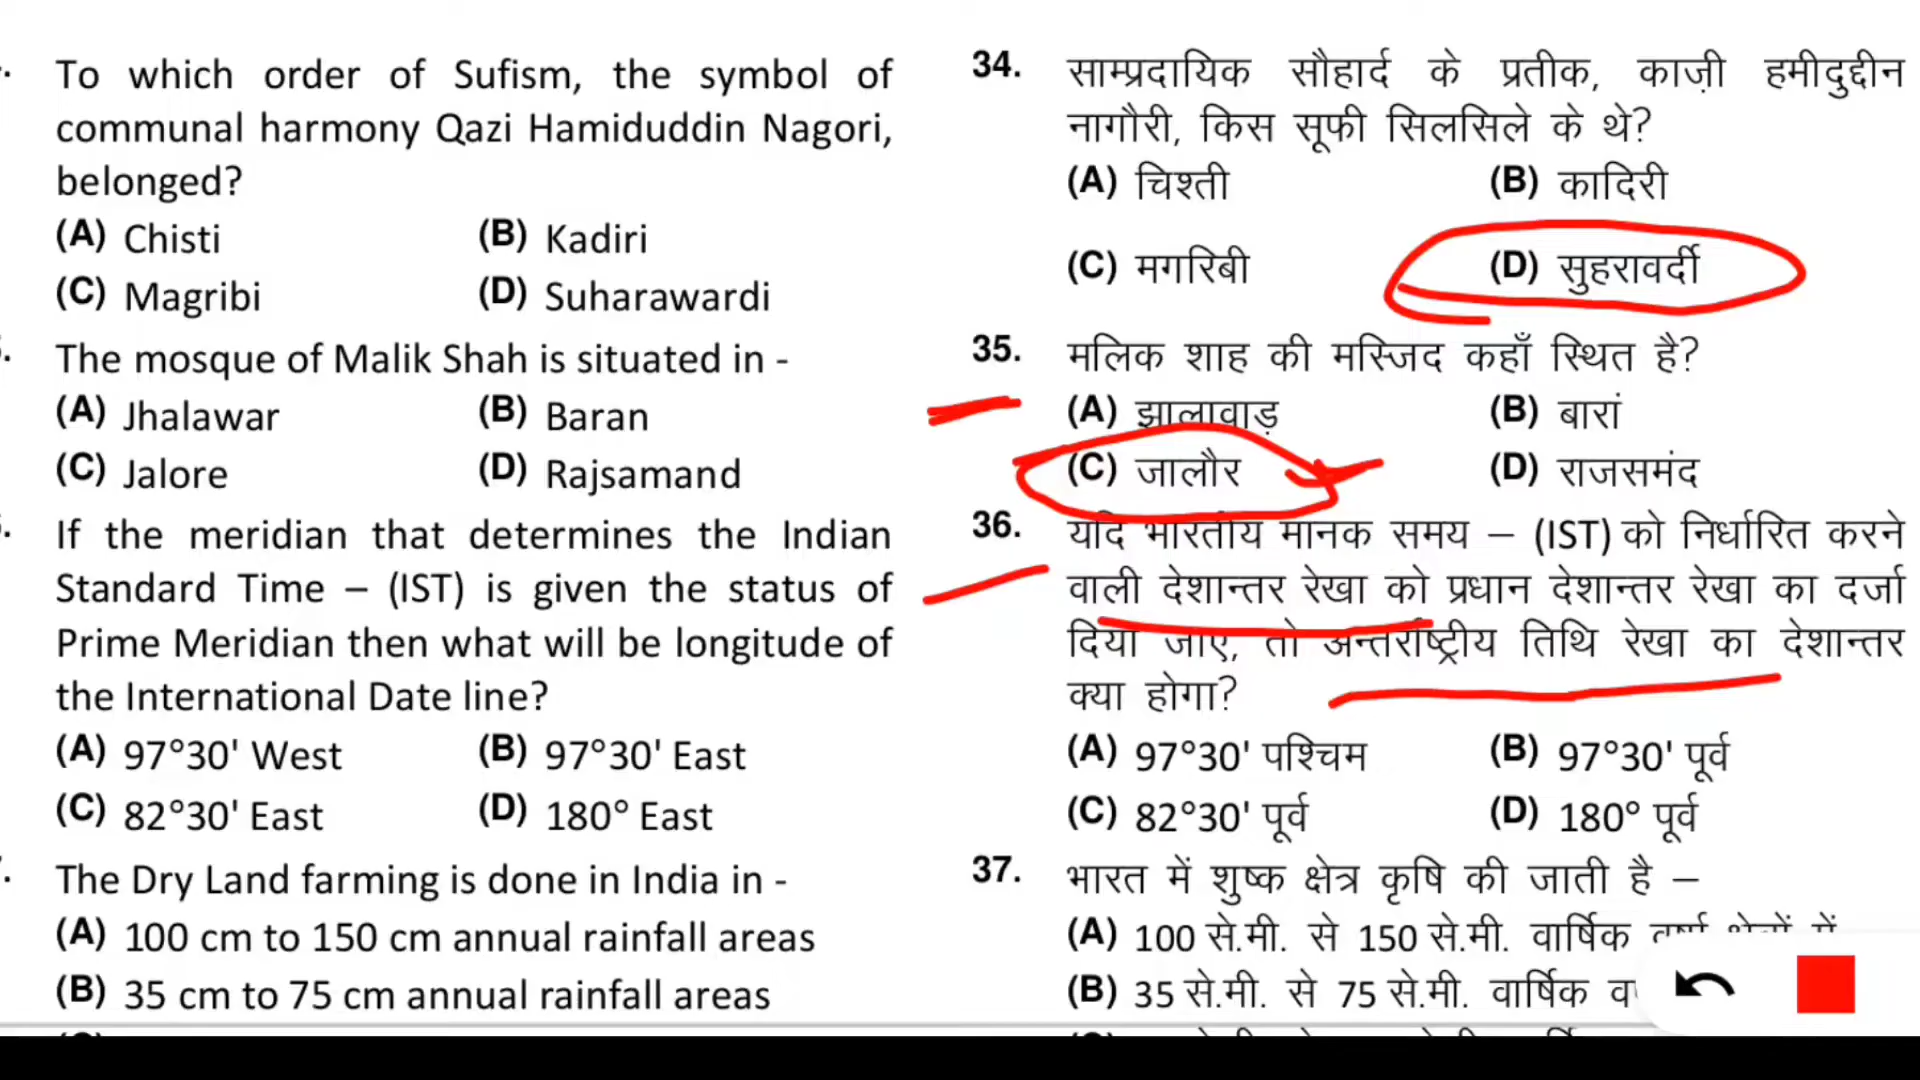 To which order of Sufism, the symbol of
communal harmony Qazi Hamiduddin Nagori,
belonged?
(A) Chisti (B) Kadiri
(C) Magribi (D) Suharawardi
The mosque of Malik Shah is situated in -
(A) Jhalawar (B) Baran
(C) Jalore (D) Rajsamand
If the meridian that determines the Indian
Standard Time – (IST) is given the status of
Prime Meridian then what will be longitude of
the International Date line?
(A) 97°30' West (B) 97°30' East
(C) 82°30' East (D) 180° East
The Dry Land farming is done in India in -
(A) 100 cm to 150 cm annual rainfall areas
(B) 35 cm to 75 cm annual rainfall areas
34. साम्प्रदायिक सौहार्द के प्रतीक, काज़ी हमीदुद्दीन
नागौरी, किस सूफी सिलसिले के थे?
(A) चिश्ती (B) कादिरी
(C) मगरिबी (D) सुहरावर्दी
35. मलिक शाह की मस्जिद कहाँ स्थित है?
(A) झालावाड़ (B) बारां
(C) जालौर (D) राजसमंद
36. यदि भारतीय मानक समय – (IST) को निर्धारित करने
वाली देशान्तर रेखा को प्रधान देशान्तर रेखा का दर्जा
दिया जाए, तो अन्तर्राष्ट्रीय तिथि रेखा का देशान्तर
क्या होगा?
(A) 97°30' पश्चिम (B) 97°30' पूर्व
(C) 82°30' पूर्व (D) 180° पूर्व
37. भारत में शुष्क क्षेत्र कृषि की जाती है –
(A) 100 से.मी. से 150 से.मी. वार्षिक वर्षा क्षेत्रों में
(B) 35 से.मी. से 75 से.मी. वार्षिक